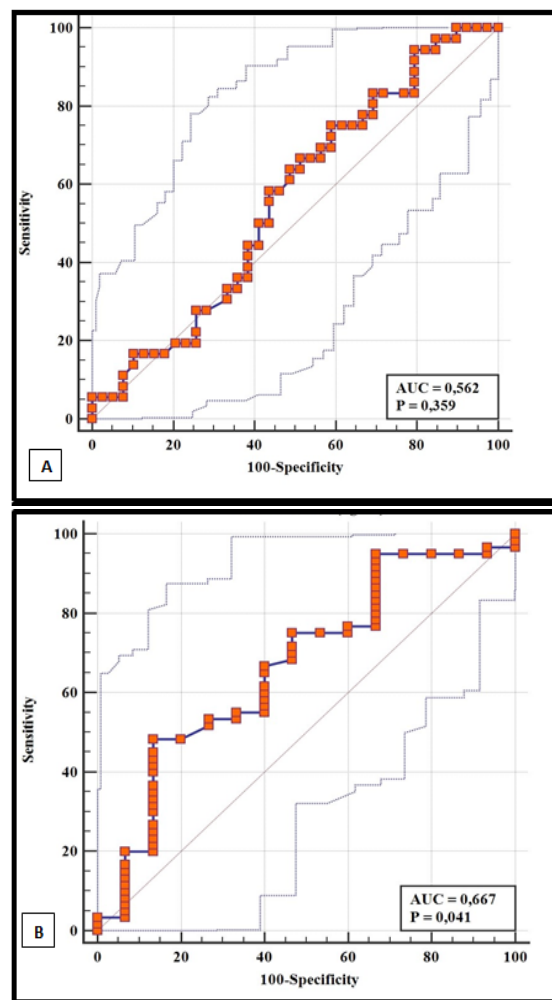 100
80
60
40
20
0
Sensitivity
AUC = 0,562
P = 0,359
0 20 40 60 80 100
100-Specificity
A
100
80
60
40
20
0
Sensitivity
AUC = 0,667
P = 0,041
0 20 40 60 80 100
100-Specificity
B